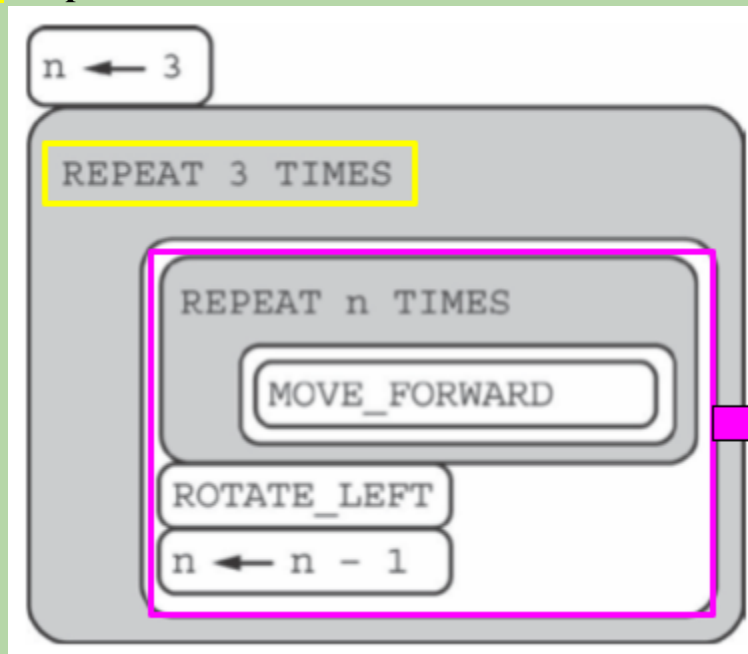 n ← 3
REPEAT 3 TIMES
REPEAT n TIMES
MOVE_FORWARD
ROTATE_LEFT
n ← n - 1